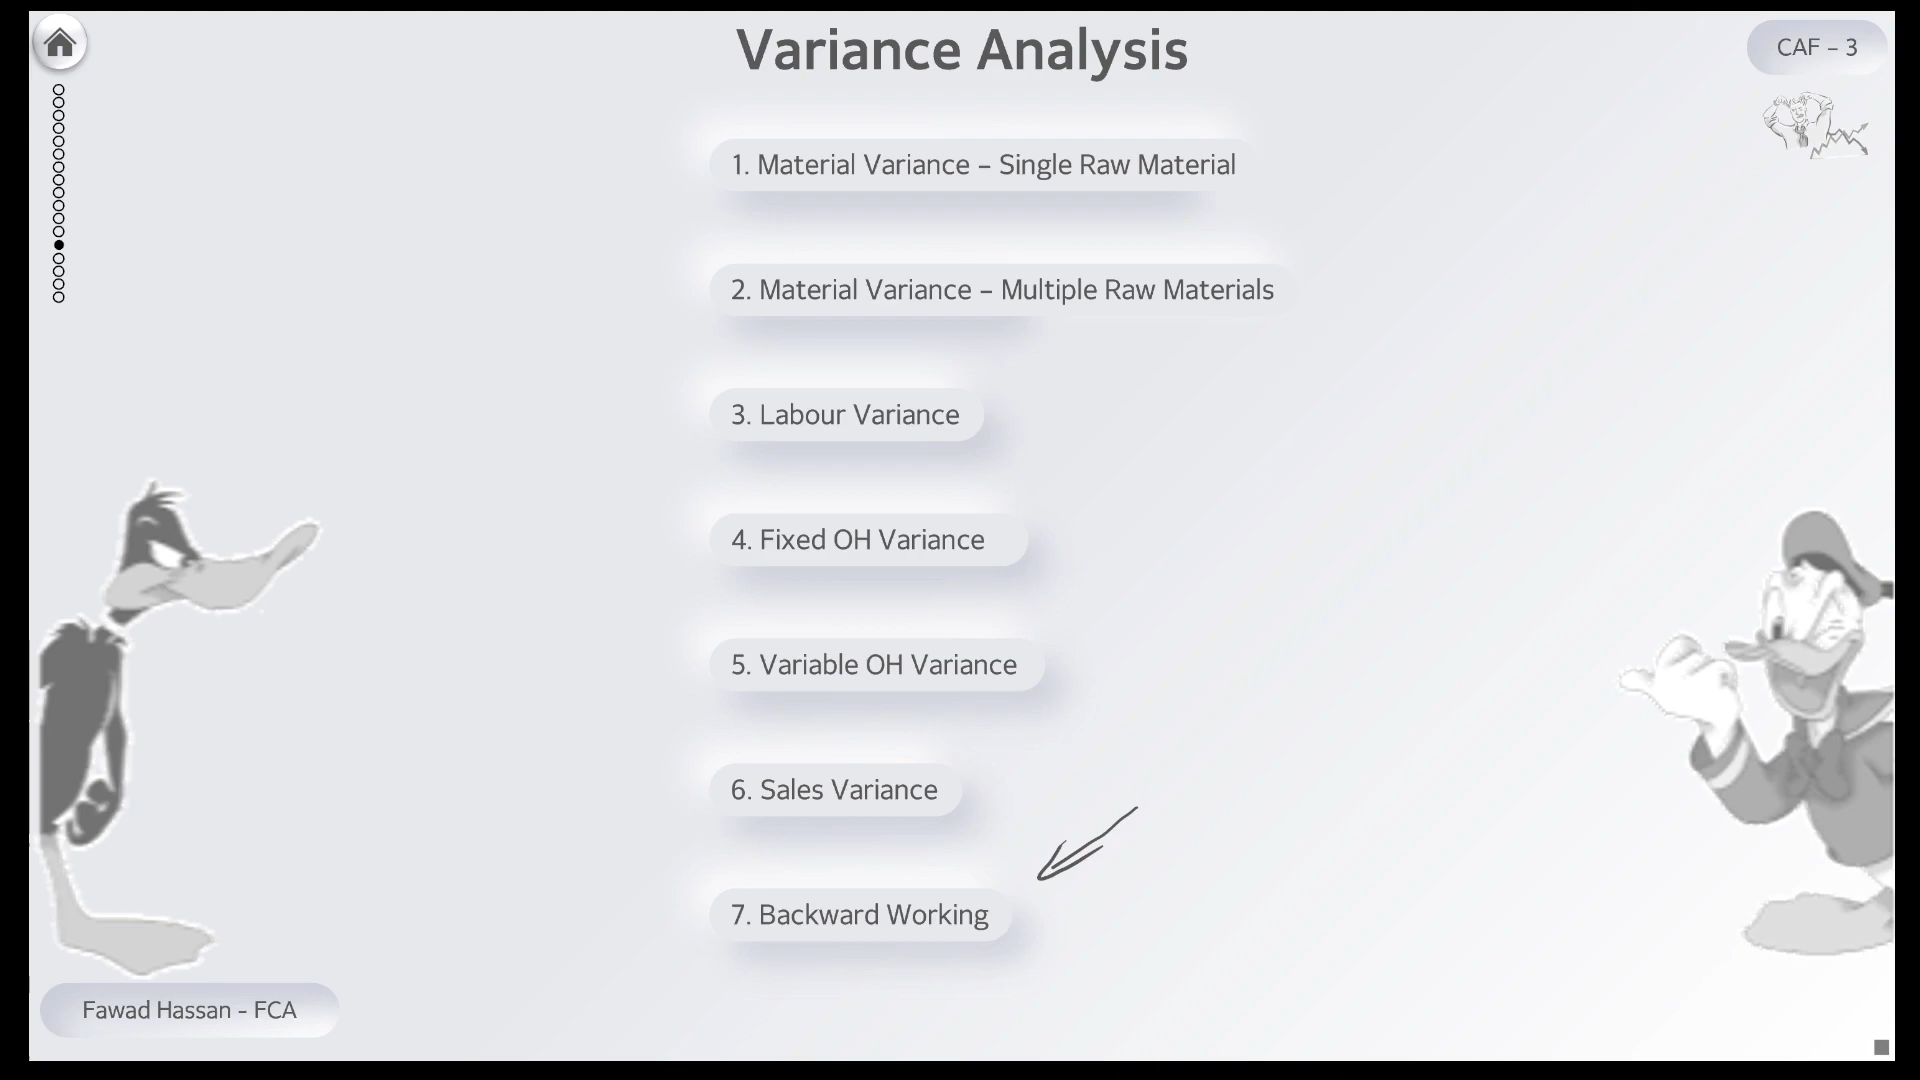 Variance Analysis
CAF – 3
1. Material Variance – Single Raw Material
2. Material Variance – Multiple Raw Materials
3. Labour Variance
4. Fixed OH Variance
5. Variable OH Variance
6. Sales Variance
7. Backward Working
Fawad Hassan - FCA